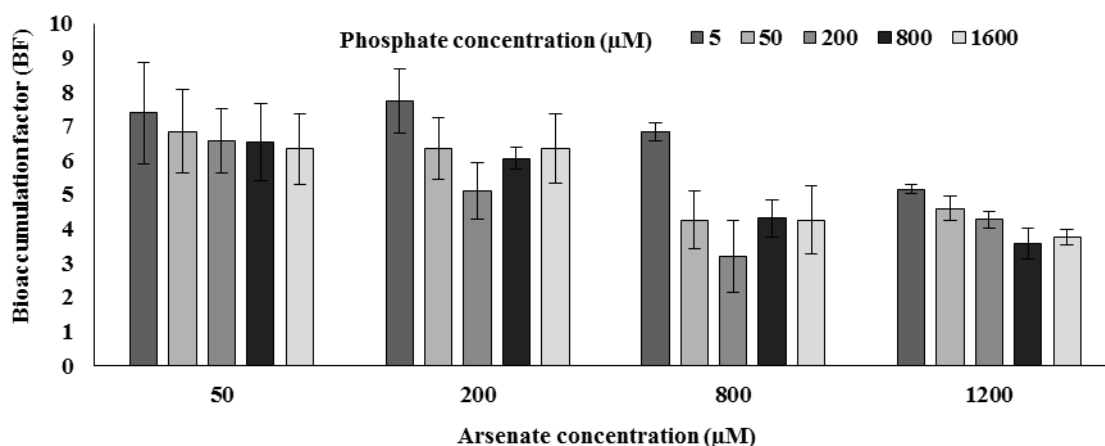 Bioaccumulation factor (BF)
10
9
8
7
6
5
4
3
2
1
0
Phosphate concentration (µM) 5 50 200 800 1600
50 200 800 1200
Arsenate concentration (µM)